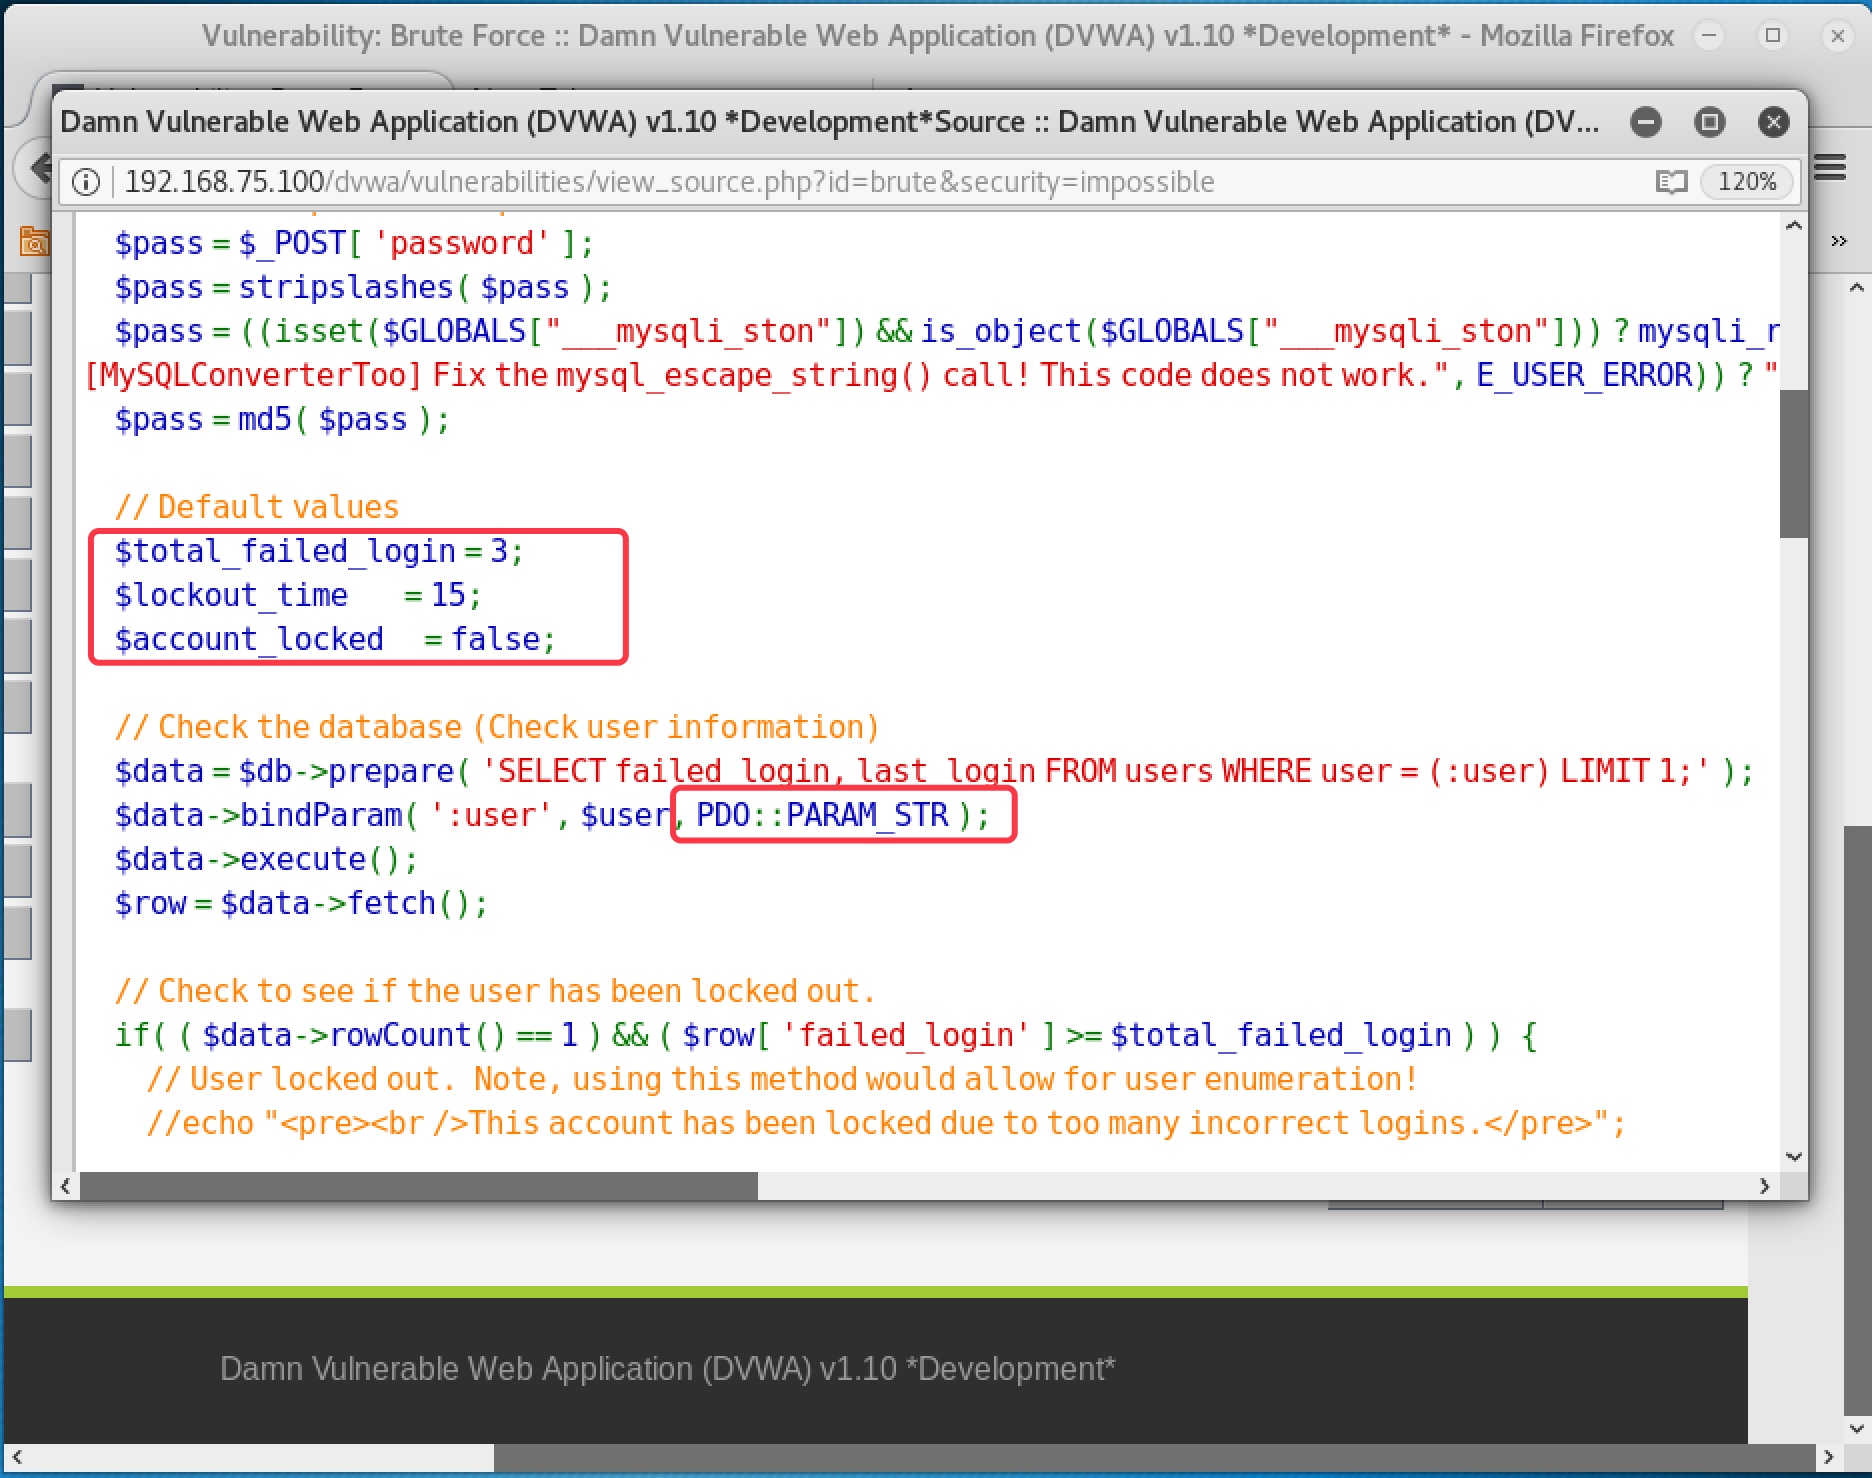 Vulnerability: Brute Force :: Damn Vulnerable Web Application (DVWA) v1.10 *Development* - Mozilla Firefox
Damn Vulnerable Web Application (DVWA) v1.10 *Development*Source :: Damn Vulnerable Web Application (DV...
192.168.75.100/dvwa/vulnerabilities/view_source.php?id=brute&security=impossible 120%
$pass = $_POST[ 'password' ];
$pass = stripslashes( $pass );
$pass = ((isset($GLOBALS["___mysqli_ston"]) && is_object($GLOBALS["___mysqli_ston"])) ? mysqli_r
[MySQLConverterToo] Fix the mysql_escape_string() call! This code does not work.", E_USER_ERROR)) ? "
$pass = md5( $pass );
// Default values
$total_failed_login = 3;
$lockout_time = 15;
$account_locked = false;
// Check the database (Check user information)
$data = $db->prepare( 'SELECT failed_login, last_login FROM users WHERE user = (:user) LIMIT 1;' );
$data->bindParam( ':user', $user, PDO::PARAM_STR );
$data->execute();
$row = $data->fetch();
// Check to see if the user has been locked out.
if( ( $data->rowCount() == 1 ) && ( $row[ 'failed_login' ] >= $total_failed_login ) ) {
// User locked out. Note, using this method would allow for user enumeration!
//echo "<pre><br />This account has been locked due to too many incorrect logins.</pre>";
Damn Vulnerable Web Application (DVWA) v1.10 *Development*